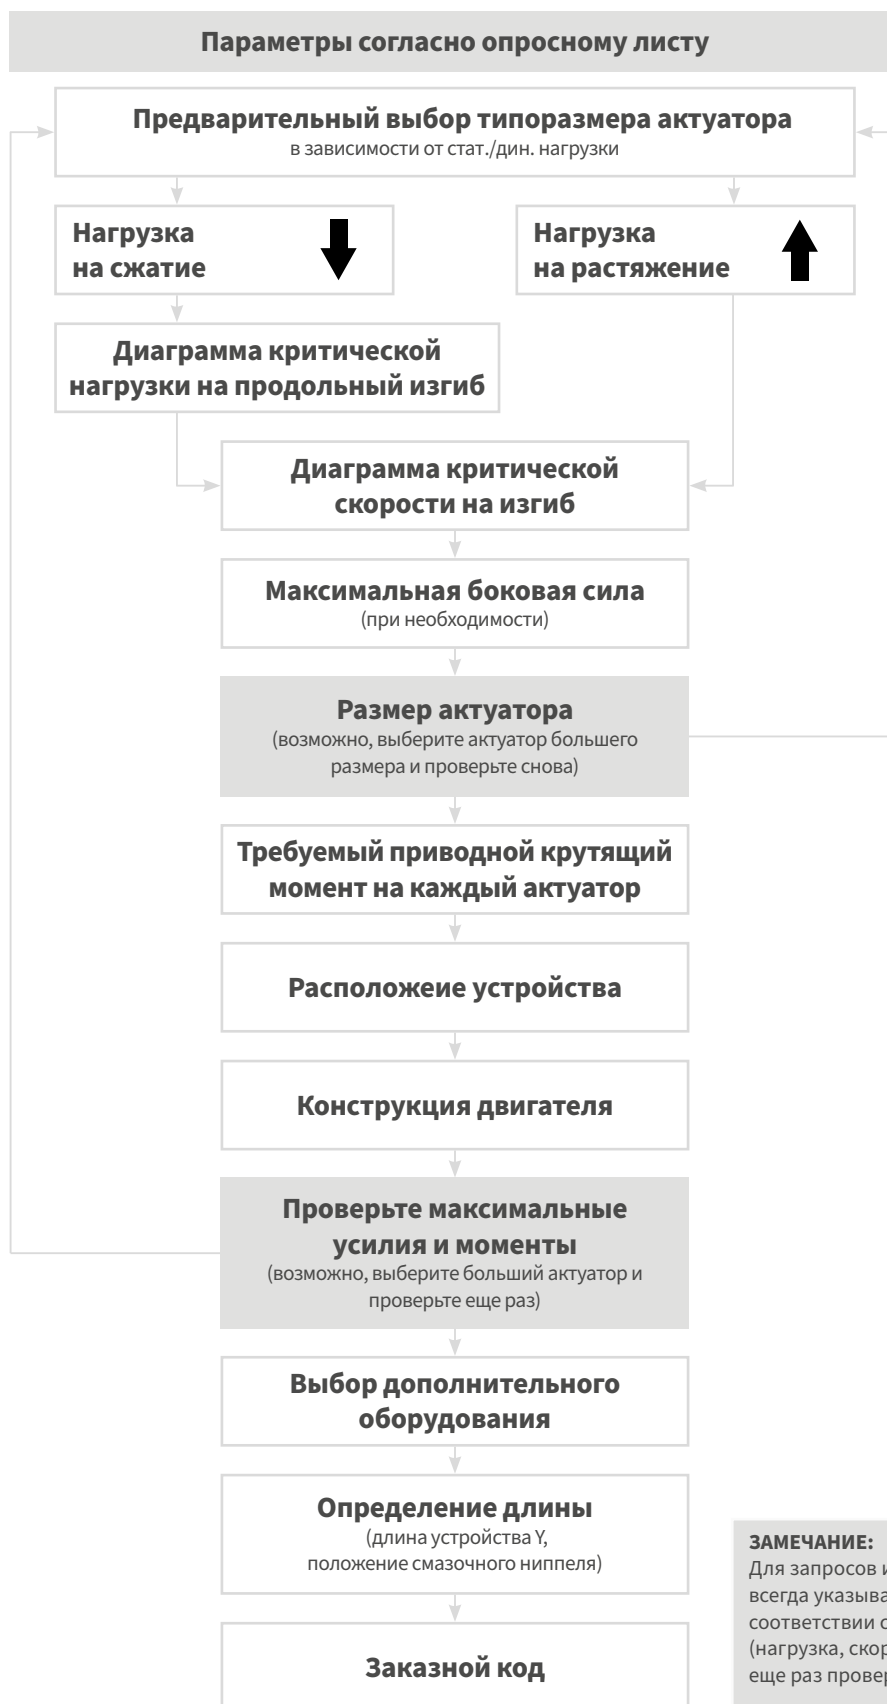 Параметры согласно опросному листу
Предварительный выбор типоразмера актуатора
в зависимости от стат./дин. нагрузки
Нагрузка
на сжатие
Нагрузка
на растяжение
Диаграмма критической
нагрузки на продольный изгиб
Диаграмма критической
скорости на изгиб
Максимальная боковая сила
(при необходимости)
Размер актуатора
(возможно, выберите актуатор большего
размера и проверьте снова)
Требуемый приводной крутящий
момент на каждый актуатор
Расположеие устройства
Конструкция двигателя
Проверьте максимальные
усилия и моменты
(возможно, выберите больший актуатор и
проверьте еще раз)
Выбор дополнительного
оборудования
Определение длины
(длина устройства Y,
положение смазочного ниппеля)
Заказной код
ЗАМЕЧАНИЕ:
Для запросов
всегда
соответствии
(нагрузка,
еще раз